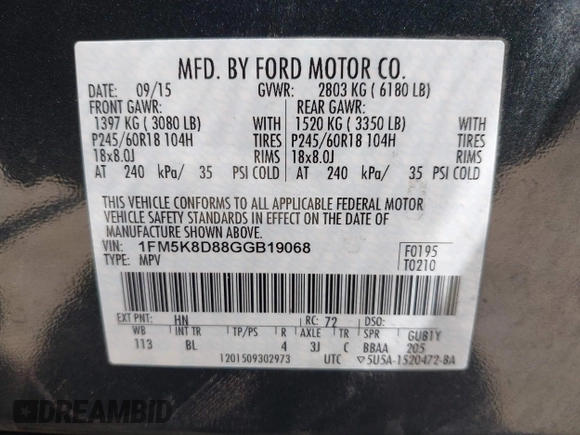 MFD. BY FORD MOTOR CO.
DATE: 09/15 GVWR: 2803 KG ( 6180 LB)
FRONT GAWR: REAR GAWR:
1397 KG ( 3080 LB) WITH 1520 KG ( 3350 LB) WITH
P245/60R18 104H TIRES P245/60R18 104H TIRES
18x8.0J RIMS 18x8.0J RIMS
AT 240 kPa/ 35 PSI COLD AT 240 kPa/ 35 PSI COLD
THIS VEHICLE CONFORMS TO ALL APPLICABLE FEDERAL MOTOR
VEHICLE SAFETY STANDARDS IN EFFECT ON THE DATE OF
MANUFACTURE SHOWN ABOVE.
VIN: 1FM5K8D88GGB19068 F0195
TYPE: MPV T0210
EXT PNT: HN RC: 72 DSO:
WB INT TR TP/PS R AXLE TR SPR GUB1Y
113 BL 4 3J C BBAA 205
1201509302973 UTC ▽5U5A-1520472-BA
DREAMBID